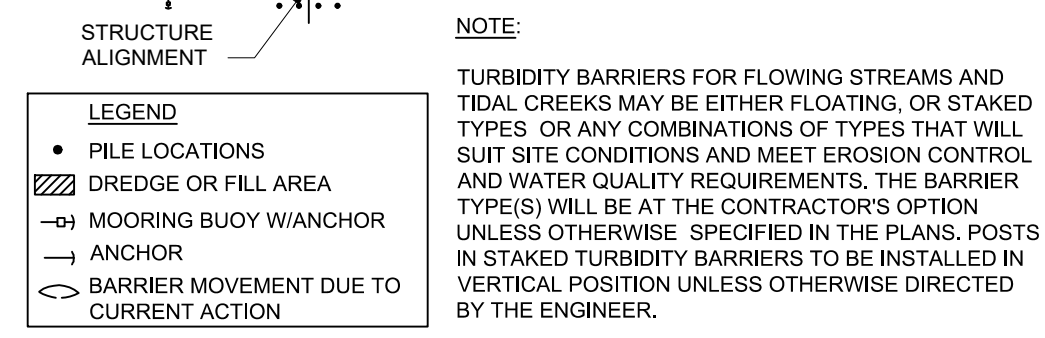 STRUCTURE
ALIGNMENT
LEGEND
PILE LOCATIONS
DREDGE OR FILL AREA
MOORING BUOY W/ANCHOR
ANCHOR
BARRIER MOVEMENT DUE TO
CURRENT ACTION
NOTE:
TURBIDITY BARRIERS FOR FLOWING STREAMS AND
TIDAL CREEKS MAY BE EITHER FLOATING, OR STAKED
TYPES OR ANY COMBINATIONS OF TYPES THAT WILL
SUIT SITE CONDITIONS AND MEET EROSION CONTROL
AND WATER QUALITY REQUIREMENTS. THE BARRIER
TYPE(S) WILL BE AT THE CONTRACTOR'S OPTION
UNLESS OTHERWISE SPECIFIED IN THE PLANS. POSTS
IN STAKED TURBIDITY BARRIERS TO BE INSTALLED IN
VERTICAL POSITION UNLESS OTHERWISE DIRECTED
BY THE ENGINEER.